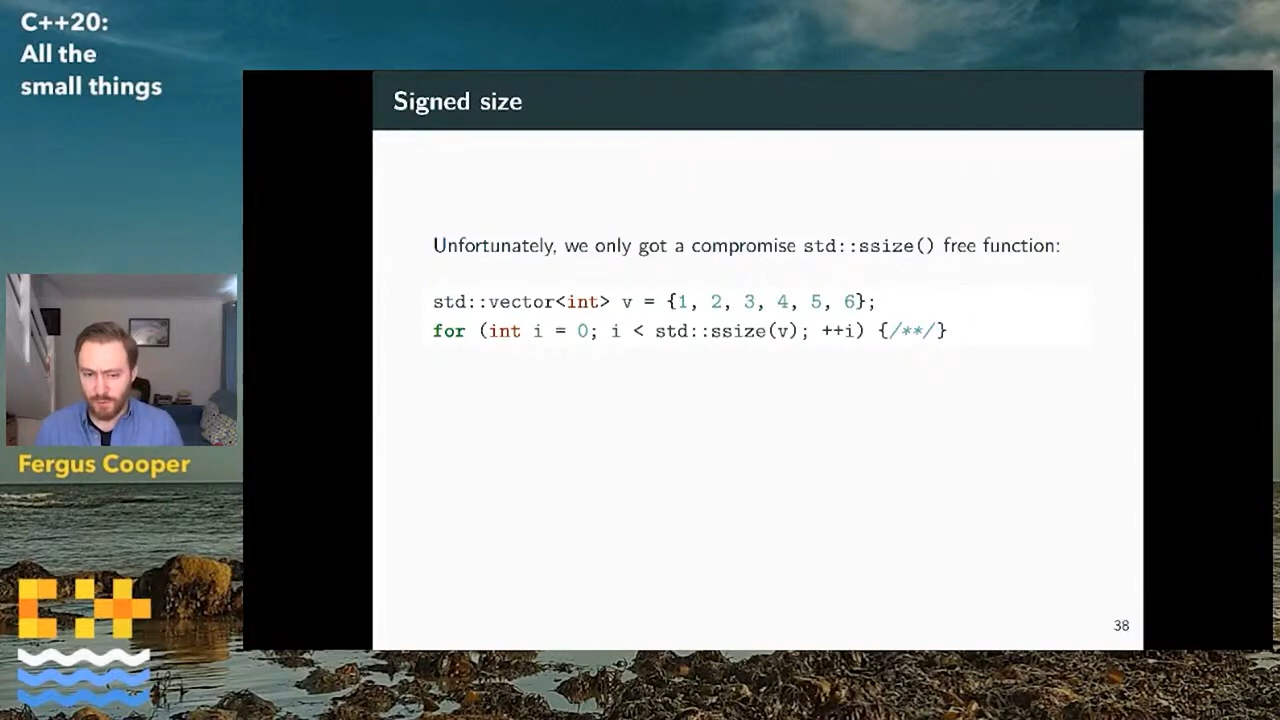 C++20:
All the
small things
Signed size
Unfortunately, we only got a compromise std::ssize() free function:
std::vector<int> v = {1, 2, 3, 4, 5, 6};
for (int i = 0; i < std::ssize(v); ++i) {/**/}
Fergus Cooper
38